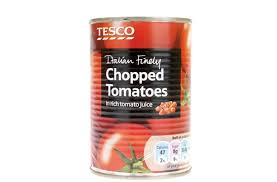 TESCO
Italian Finely
Chopped
Tomatoes
in rich tomato juice